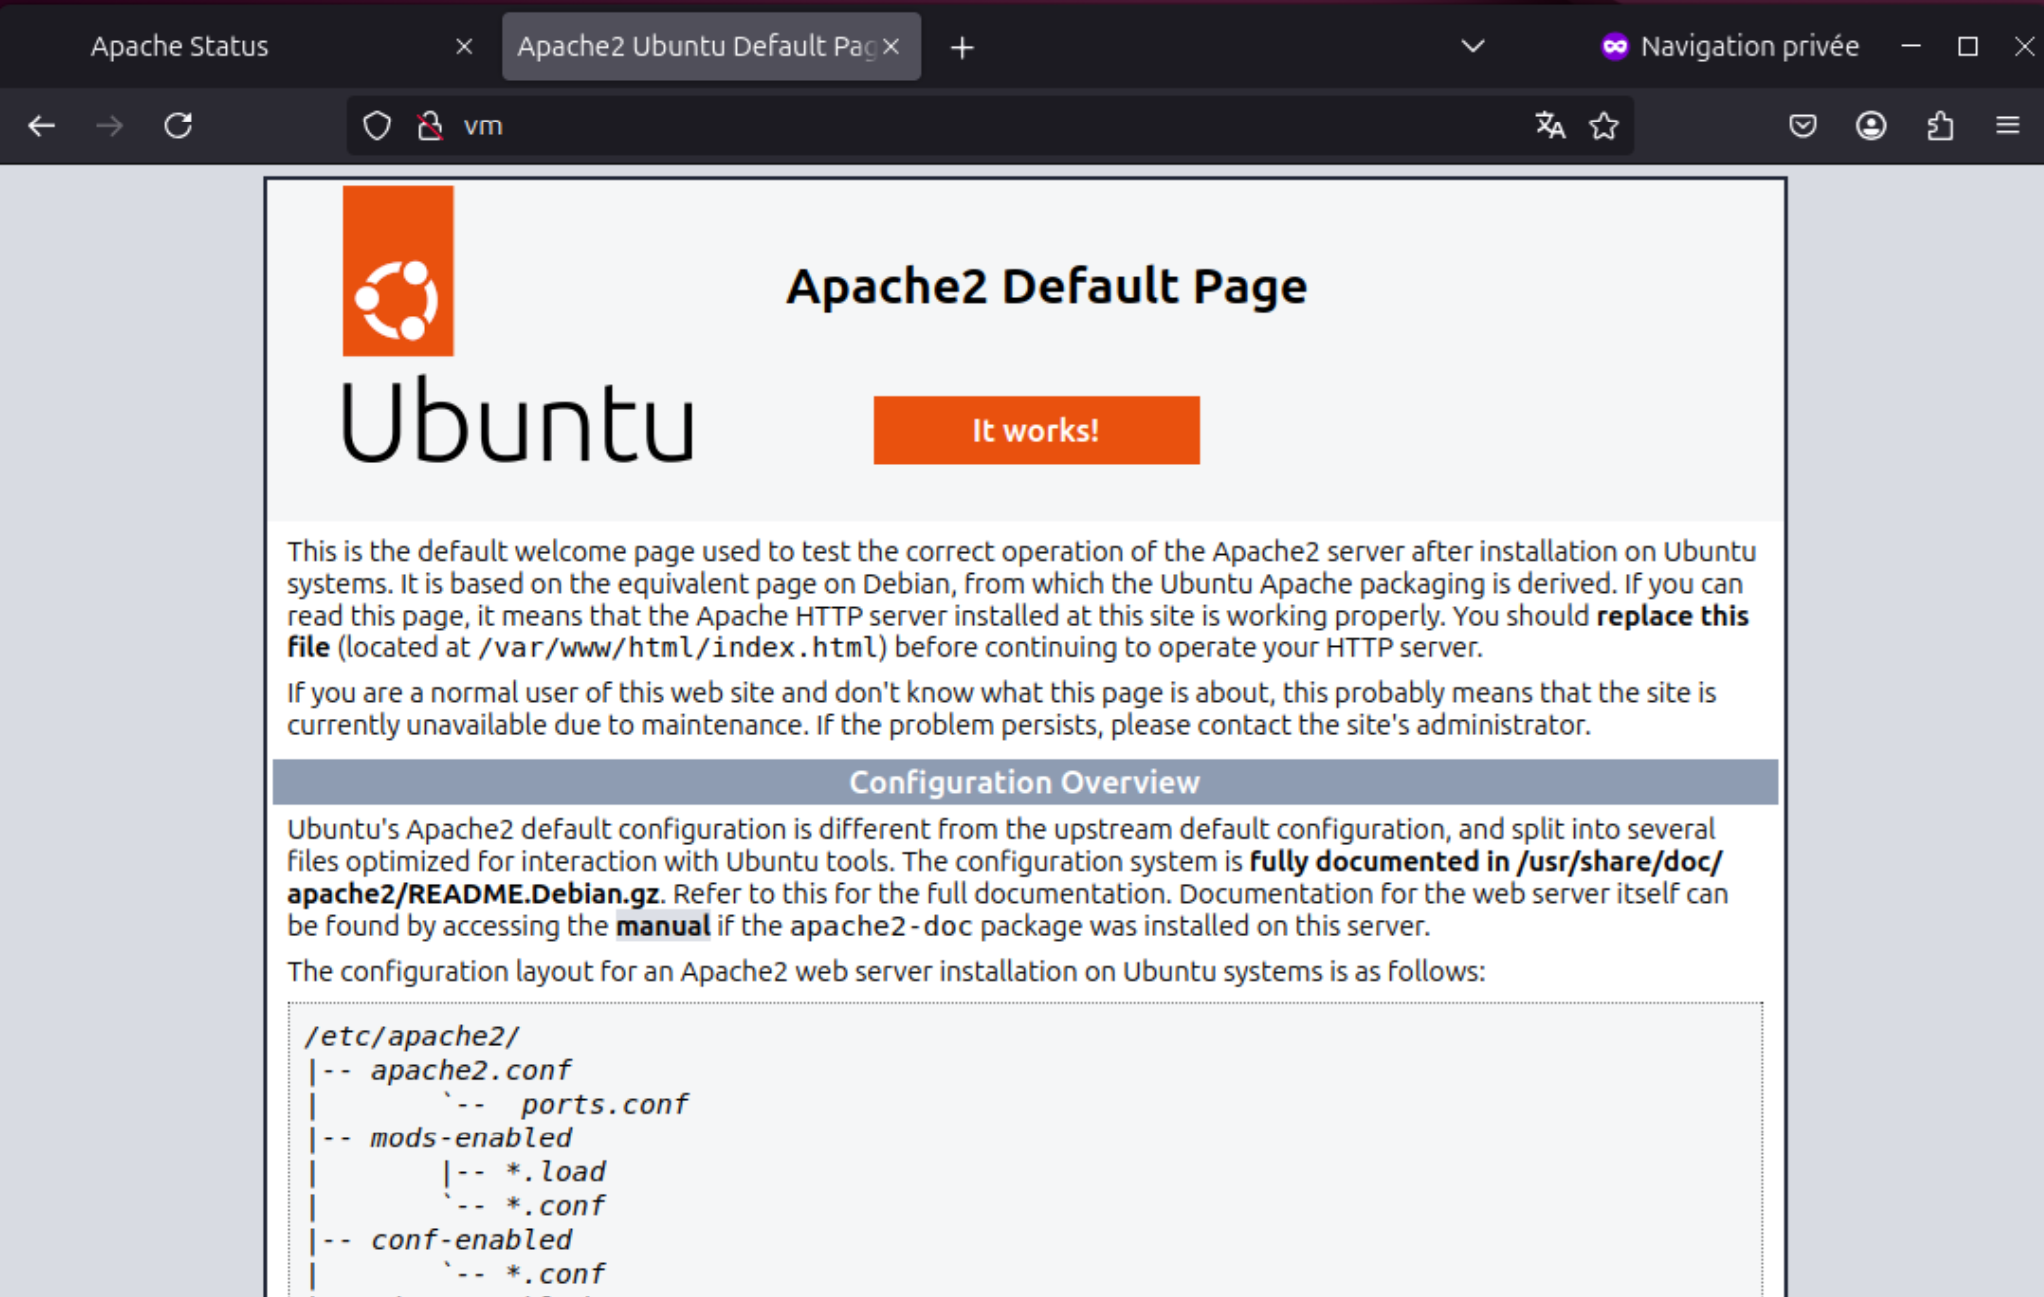 Apache Status
Apache2 Ubuntu Default Pag
Navigation privée
vm
Apache2 Default Page
Ubuntu
It works!
This is the default welcome page used to test the correct operation of the Apache2 server after installation on Ubuntu
systems. It is based on the equivalent page on Debian, from which the Ubuntu Apache packaging is derived. If you can
read this page, it means that the Apache HTTP server installed at this site is working properly. You should replace this
file (located at /var/www/html/index.html) before continuing to operate your HTTP server.
If you are a normal user of this web site and don't know what this page is about, this probably means that the site is
currently unavailable due to maintenance. If the problem persists, please contact the site's administrator.
Configuration Overview
Ubuntu's Apache2 default configuration is different from the upstream default configuration, and split into several
files optimized for interaction with Ubuntu tools. The configuration system is fully documented in /usr/share/doc/
apache2/README.Debian.gz. Refer to this for the full documentation. Documentation for the web server itself can
be found by accessing the manual if the apache2-doc package was installed on this server.
The configuration layout for an Apache2 web server installation on Ubuntu systems is as follows:
/etc/apache2/
|-- apache2.conf
|       `--  ports.conf
|-- mods-enabled
|       |-- *.load
|       `-- *.conf
|-- conf-enabled
|       `-- *.conf